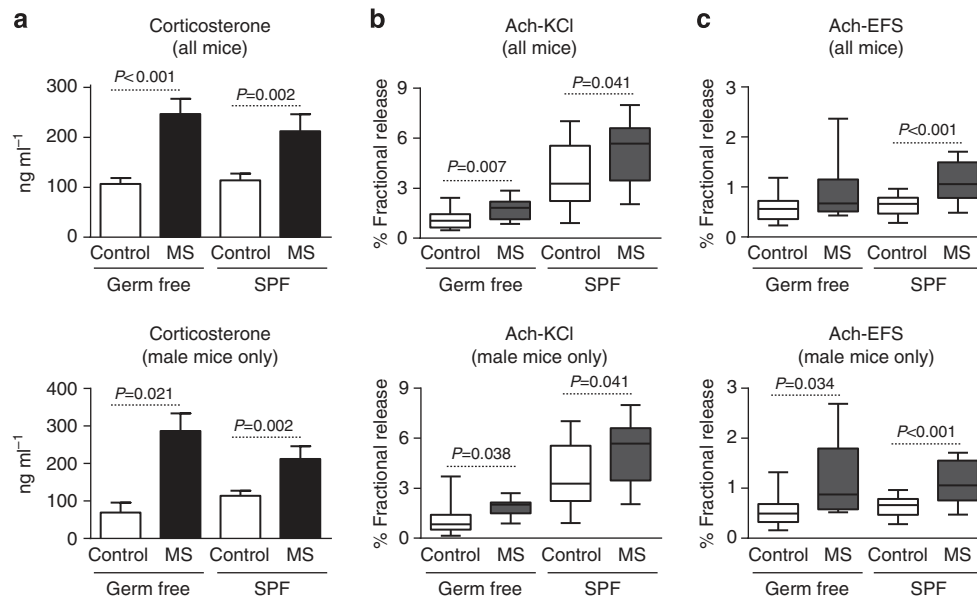 a
Corticosterone
(all mice)
P<0.001
P=0.002
ng ml−1
300
200
100
0
Control MS Control MS
Germ free SPF
b
Ach-KCl
(all mice)
P=0.041
P=0.007
% Fractional release
9
6
3
0
Control MS Control MS
Germ free SPF
c
Ach-EFS
(all mice)
P<0.001
% Fractional release
3
2
1
0
Control MS Control MS
Germ free SPF
Corticosterone
(male mice only)
P=0.021
P=0.002
ng ml−1
400
300
200
100
0
Control MS Control MS
Germ free SPF
Ach-KCl
(male mice only)
P=0.041
P=0.038
% Fractional release
9
6
3
0
Control MS Control MS
Germ free SPF
Ach-EFS
(male mice only)
P=0.034
P<0.001
% Fractional release
3
2
1
0
Control MS Control MS
Germ free SPF